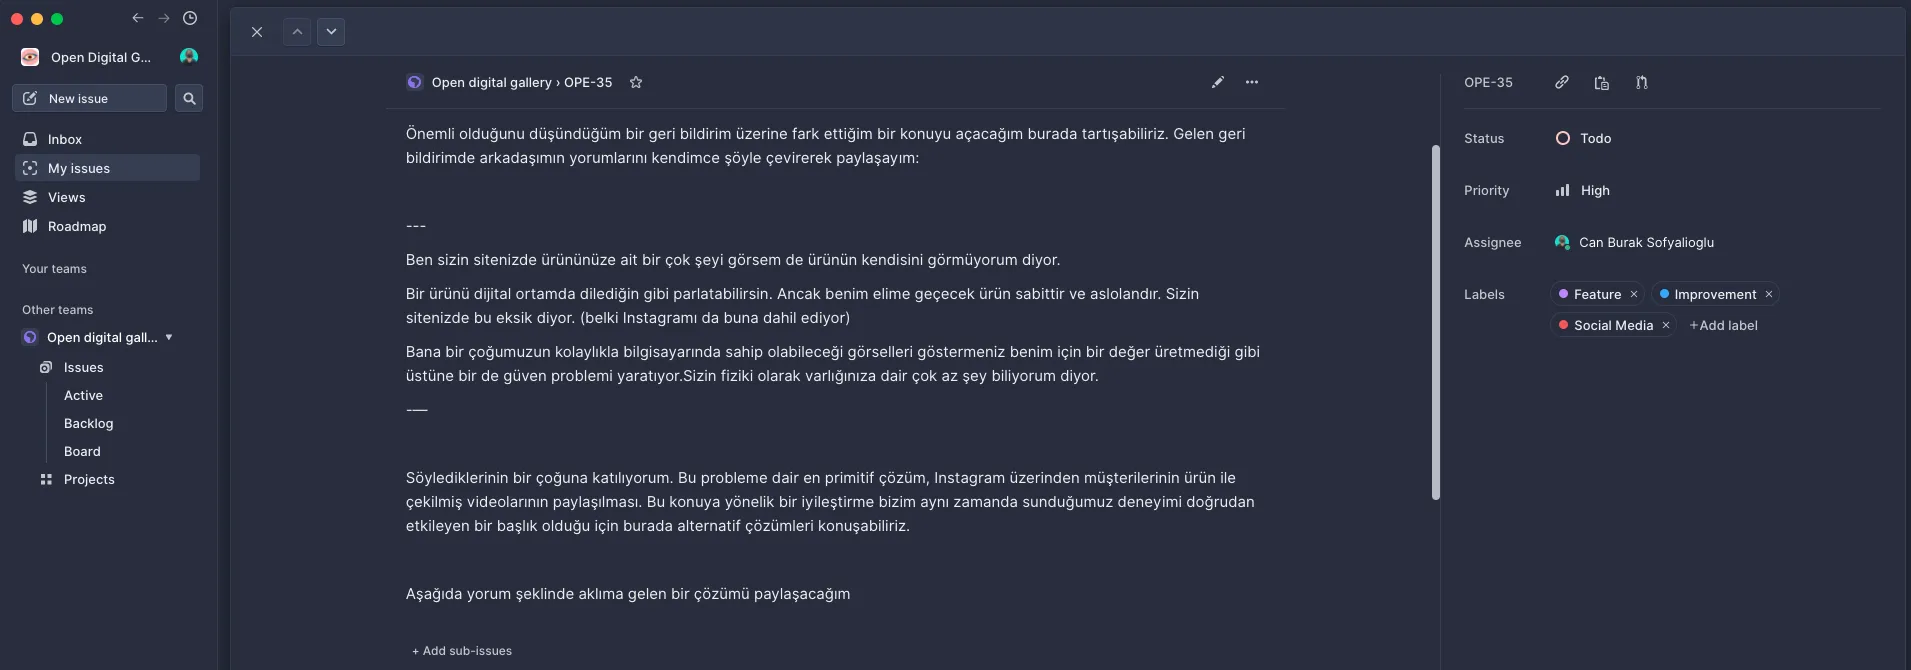 Open Digital G...
New issue
Inbox
My issues
Views
Roadmap
Your teams
Other teams
Open digital gall...
Issues
Active
Backlog
Board
Projects
Open digital gallery › OPE-35
Önemli olduğunu düşündüğüm bir geri bildirim üzerine fark ettiğim bir konuyu açacağım burada tartışabiliriz. Gelen geri
bildirimde arkadaşımın yorumlarını kendimce şöyle çevirerek paylaşayım:
---
Ben sizin sitenizde ürününüze ait bir çok şeyi görsem de ürünün kendisini görmüyorum diyor.
Bir ürünü dijital ortamda dilediğin gibi parlatabilirsin. Ancak benim elime geçecek ürün sabittir ve aslolandır. Sizin
sitenizde bu eksik diyor. (belki Instagramı da buna dahil ediyor)
Bana bir çoğumuzun kolaylıkla bilgisayarında sahip olabileceği görselleri göstermeniz benim için bir değer üretmediği gibi
üstüne bir de güven problemi yaratıyor.Sizin fiziki olarak varlığınıza dair çok az şey biliyorum diyor.
-—
Söylediklerinin bir çoğuna katılıyorum. Bu probleme dair en primitif çözüm, Instagram üzerinden müşterilerinin ürün ile
çekilmiş videolarının paylaşılması. Bu konuya yönelik bir iyileştirme bizim aynı zamanda sunduğumuz deneyimi doğrudan
etkileyen bir başlık olduğu için burada alternatif çözümleri konuşabiliriz.
Aşağıda yorum şeklinde aklıma gelen bir çözümü paylaşacağım
+ Add sub-issues
OPE-35
Status Todo
Priority High
Assignee Can Burak Sofyalioglu
Labels Feature × Improvement ×
Social Media × +Add label